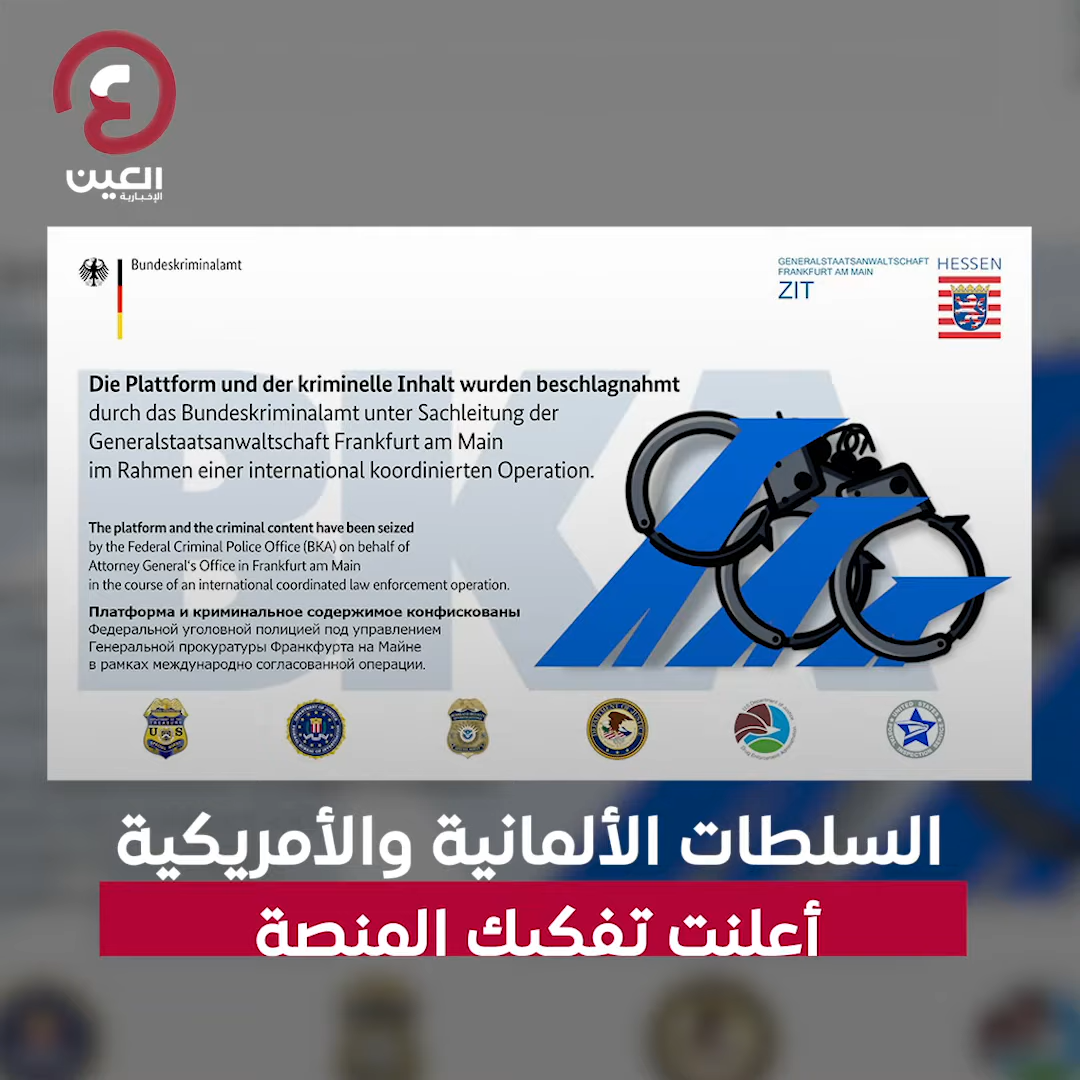 العين
الإخبارية
Bundeskriminalamt
GENERALSTAATSANWALTSCHAFT
FRANKFURT AM MAIN
ZIT
HESSEN
Die Plattform und der kriminelle Inhalt wurden beschlagnahmt
durch das Bundeskriminalamt unter Sachleitung der
Generalstaatsanwaltschaft Frankfurt am Main
im Rahmen einer international koordinierten Operation.
The platform and the criminal content have been seized
by the Federal Criminal Police Office (BKA) on behalf of
Attorney General's Office in Frankfurt am Main
in the course of an international coordinated law enforcement operation.
Платформа и криминальное содержимое конфискованы
Федеральной уголовной полицией под управлением
Генеральной прокуратуры Франкфурта на Майне
в рамках международно согласованной операции.
BKA
السلطات الألمانية والأمريكية
أعلنت تفكيك المنصة